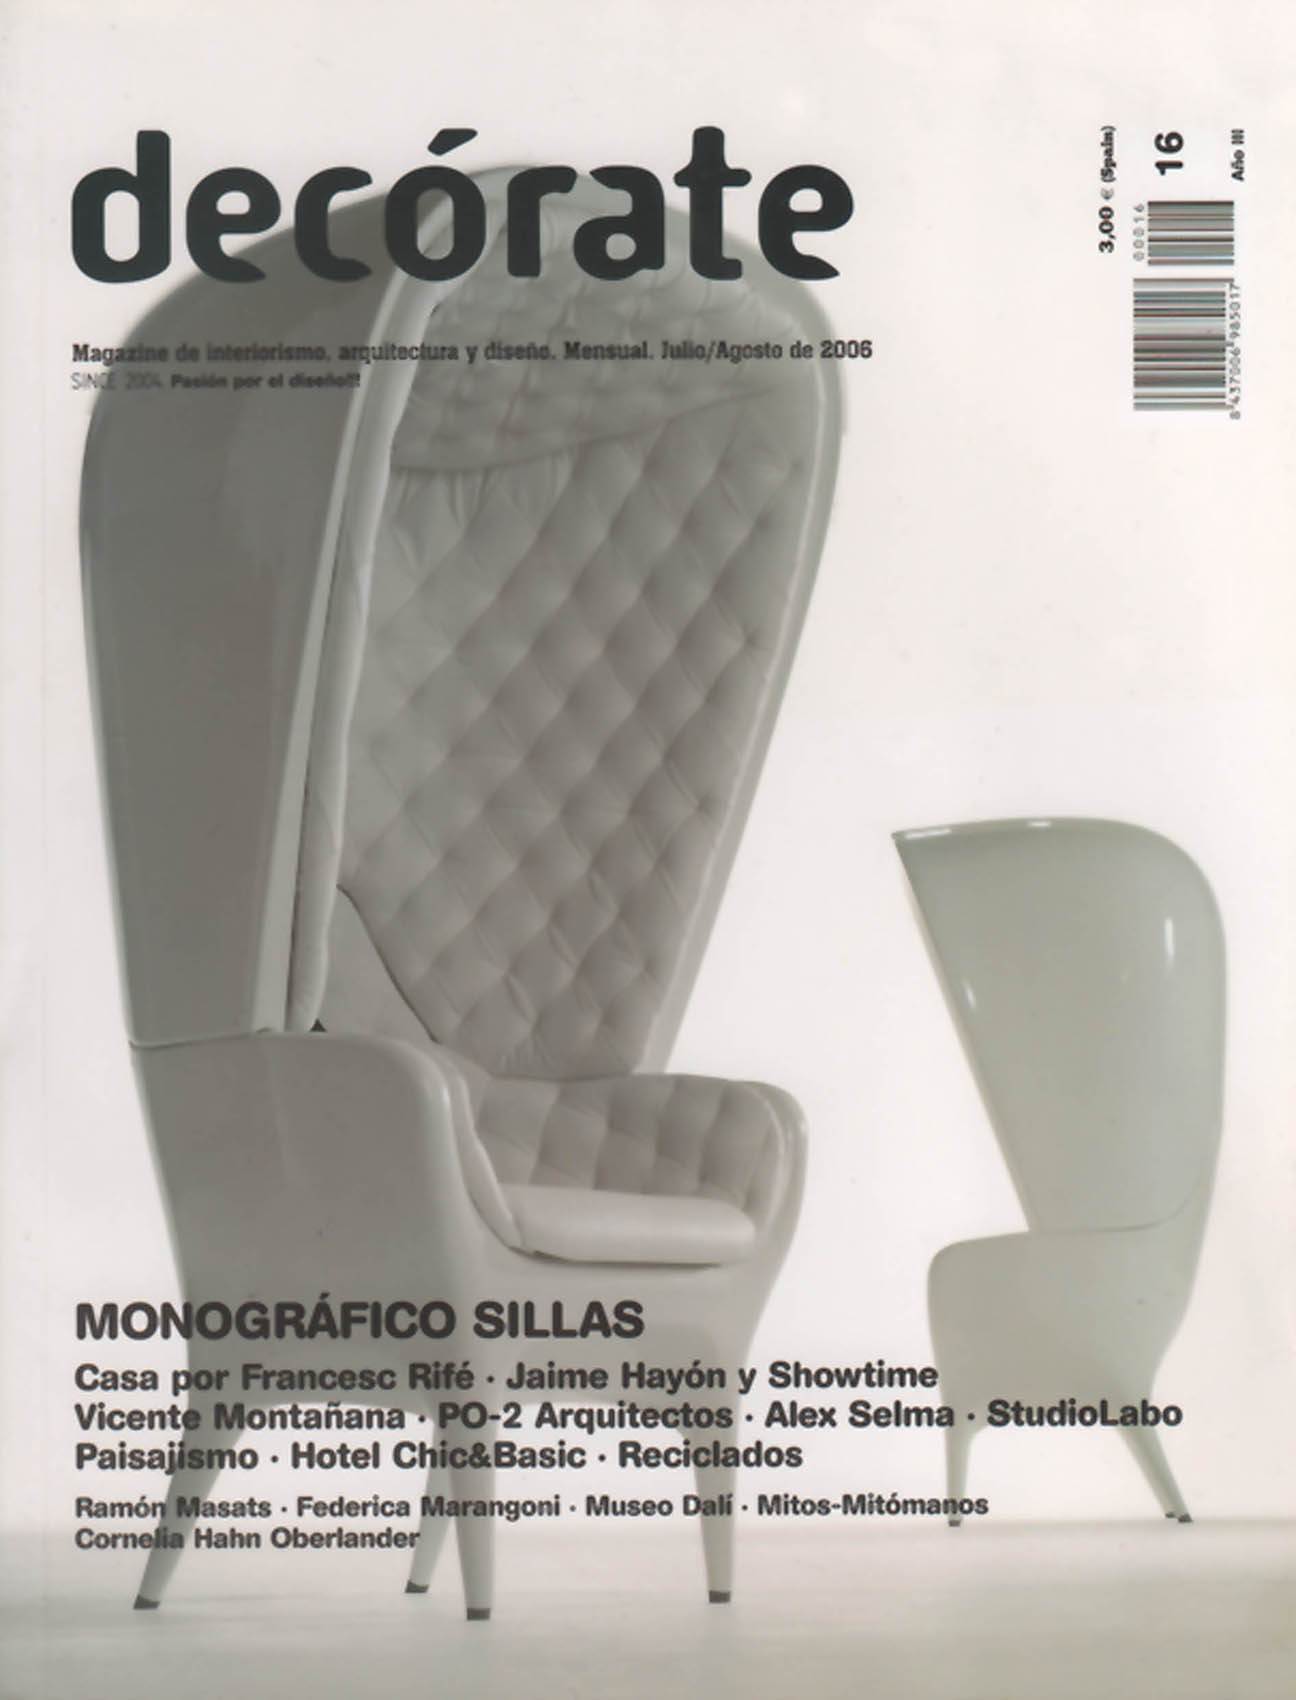 decórate
Magazine de interiorismo, arquitectura y diseño. Mensual. Julio/Agosto de 2006
SINCE 2004. Pasión por el diseño!!!
3,00 € (Spain)
16
Año III
00016
8 437006 985017
MONOGRÁFICO SILLAS
Casa por Francesc Rifé · Jaime Hayón y Showtime
Vicente Montañana · PO-2 Arquitectos · Alex Selma · StudioLabo
Paisajismo · Hotel Chic&Basic · Reciclados
Ramón Masats · Federica Marangoni · Museo Dalí · Mitos-Mitómanos
Cornelia Hahn Oberlander